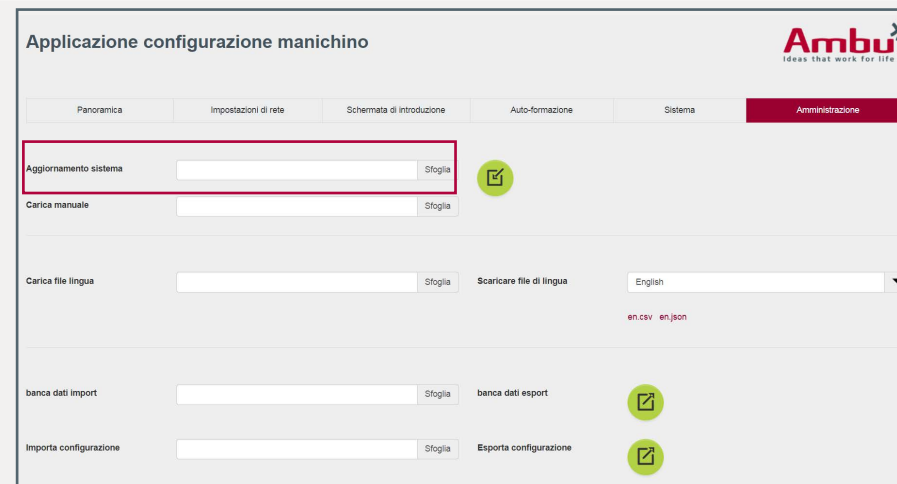 Applicazione configurazione manichino
Ambu
Ideas that work for life
Panoramica Impostazioni di rete Schermata di introduzione Auto-formazione Sistema Amministrazione
Aggiornamento sistema Sfoglia
Carica manuale Sfoglia
Carica file lingua Sfoglia Scaricare file di lingua English
en.csv en.json
banca dati import Sfoglia banca dati esport
Importa configurazione Sfoglia Esporta configurazione